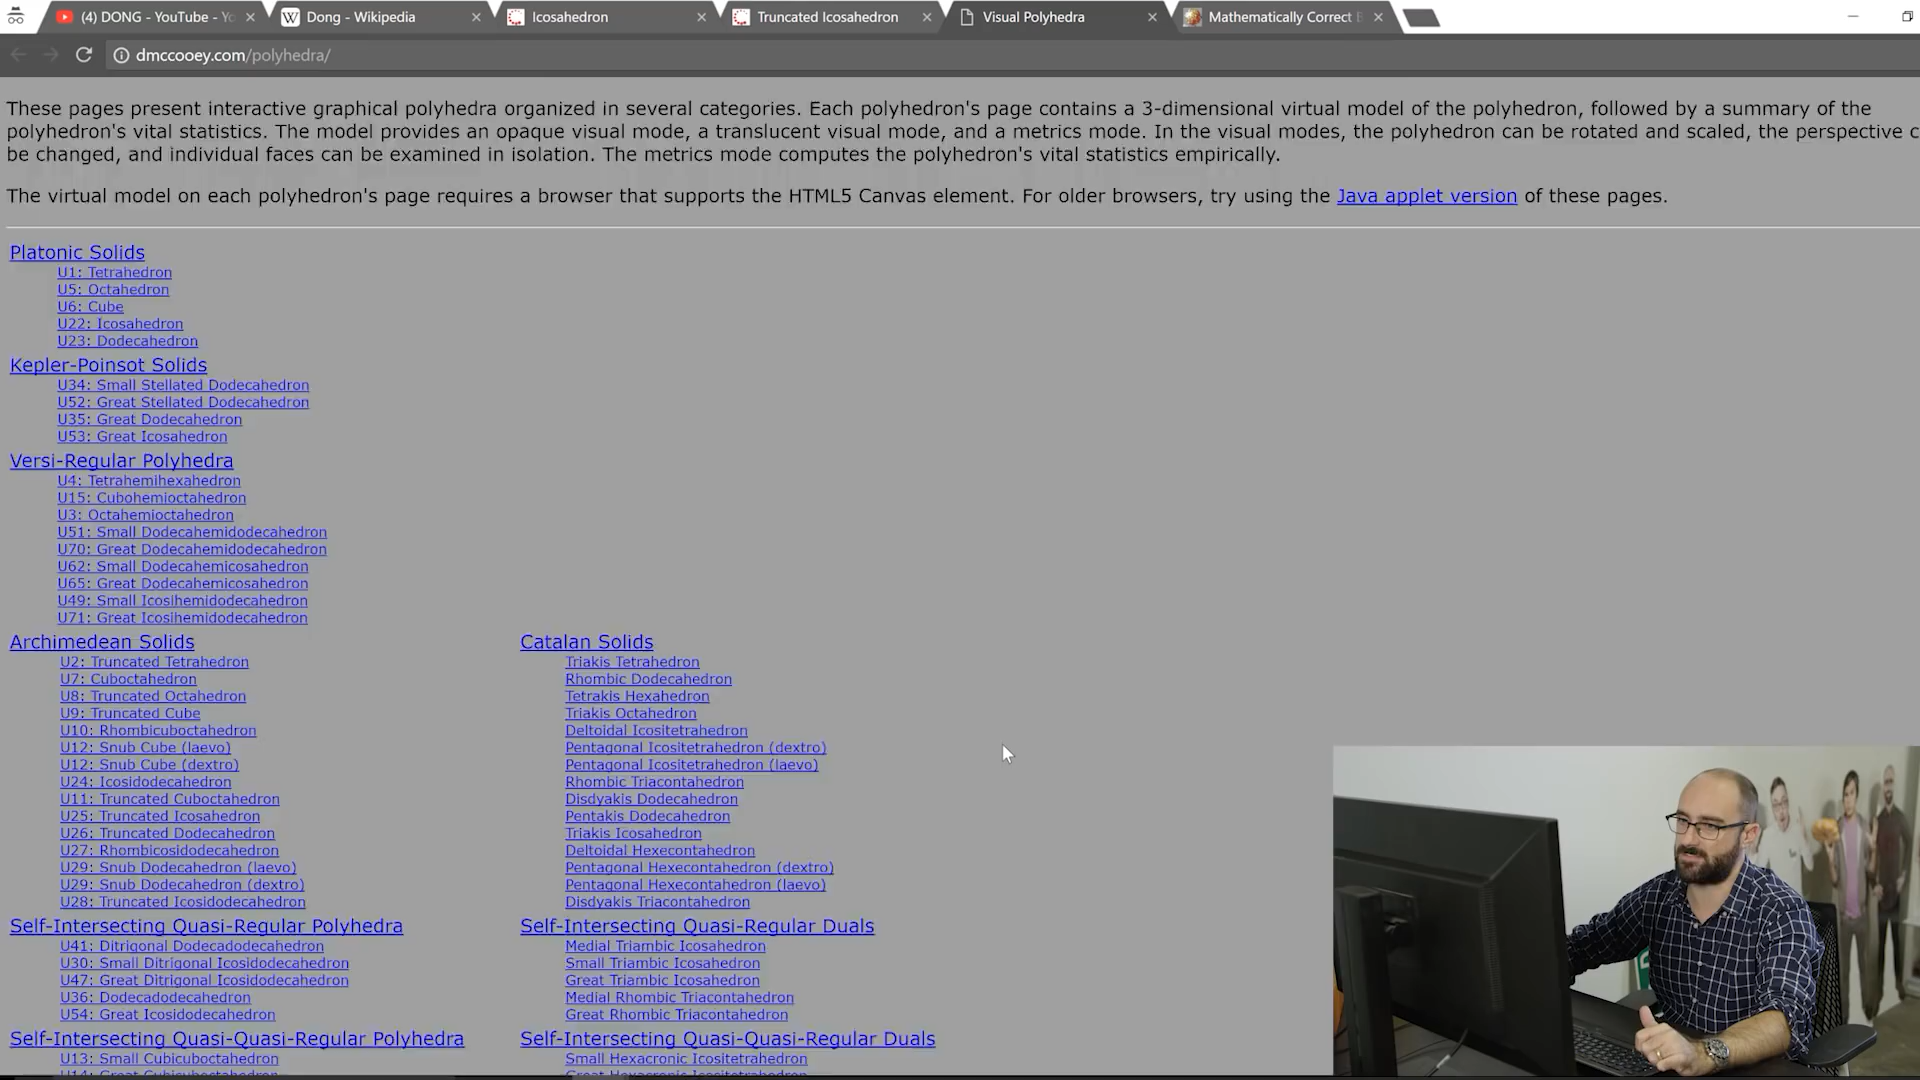 (4) DONG - YouTube - Yo
Dong - Wikipedia
Icosahedron
Truncated Icosahedron
Visual Polyhedra
Mathematically Correct
dmccooey.com/polyhedra/
These pages present interactive graphical polyhedra organized in several categories. Each polyhedron's page contains a 3-dimensional virtual model of the polyhedron, followed by a summary of the
polyhedron's vital statistics. The model provides an opaque visual mode, a translucent visual mode, and a metrics mode. In the visual modes, the polyhedron can be rotated and scaled, the perspective c
be changed, and individual faces can be examined in isolation. The metrics mode computes the polyhedron's vital statistics empirically.
The virtual model on each polyhedron's page requires a browser that supports the HTML5 Canvas element. For older browsers, try using the Java applet version of these pages.
Platonic Solids
U1: Tetrahedron
U5: Octahedron
U6: Cube
U22: Icosahedron
U23: Dodecahedron
Kepler-Poinsot Solids
U34: Small Stellated Dodecahedron
U52: Great Stellated Dodecahedron
U35: Great Dodecahedron
U53: Great Icosahedron
Versi-Regular Polyhedra
U4: Tetrahemihexahedron
U15: Cubohemioctahedron
U3: Octahemioctahedron
U51: Small Dodecahemidodecahedron
U70: Great Dodecahemidodecahedron
U62: Small Dodecahemicosahedron
U65: Great Dodecahemicosahedron
U49: Small Icosihemidodecahedron
U71: Great Icosihemidodecahedron
Archimedean Solids
U2: Truncated Tetrahedron
U7: Cuboctahedron
U8: Truncated Octahedron
U9: Truncated Cube
U10: Rhombicuboctahedron
U12: Snub Cube (laevo)
U12: Snub Cube (dextro)
U24: Icosidodecahedron
U11: Truncated Cuboctahedron
U25: Truncated Icosahedron
U26: Truncated Dodecahedron
U27: Rhombicosidodecahedron
U29: Snub Dodecahedron (laevo)
U29: Snub Dodecahedron (dextro)
U28: Truncated Icosidodecahedron
Self-Intersecting Quasi-Regular Polyhedra
U41: Ditrigonal Dodecadodecahedron
U30: Small Ditrigonal Icosidodecahedron
U47: Great Ditrigonal Icosidodecahedron
U36: Dodecadodecahedron
U54: Great Icosidodecahedron
Self-Intersecting Quasi-Quasi-Regular Polyhedra
U13: Small Cubicuboctahedron
U14: Great Cubicuboctahedron
Catalan Solids
Triakis Tetrahedron
Rhombic Dodecahedron
Tetrakis Hexahedron
Triakis Octahedron
Deltoidal Icositetrahedron
Pentagonal Icositetrahedron (dextro)
Pentagonal Icositetrahedron (laevo)
Rhombic Triacontahedron
Disdyakis Dodecahedron
Pentakis Dodecahedron
Triakis Icosahedron
Deltoidal Hexecontahedron
Pentagonal Hexecontahedron (dextro)
Pentagonal Hexecontahedron (laevo)
Disdyakis Triacontahedron
Self-Intersecting Quasi-Regular Duals
Medial Triambic Icosahedron
Small Triambic Icosahedron
Great Triambic Icosahedron
Medial Rhombic Triacontahedron
Great Rhombic Triacontahedron
Self-Intersecting Quasi-Quasi-Regular Duals
Small Hexacronic Icositetrahedron
Great Hexacronic Icositetrahedron